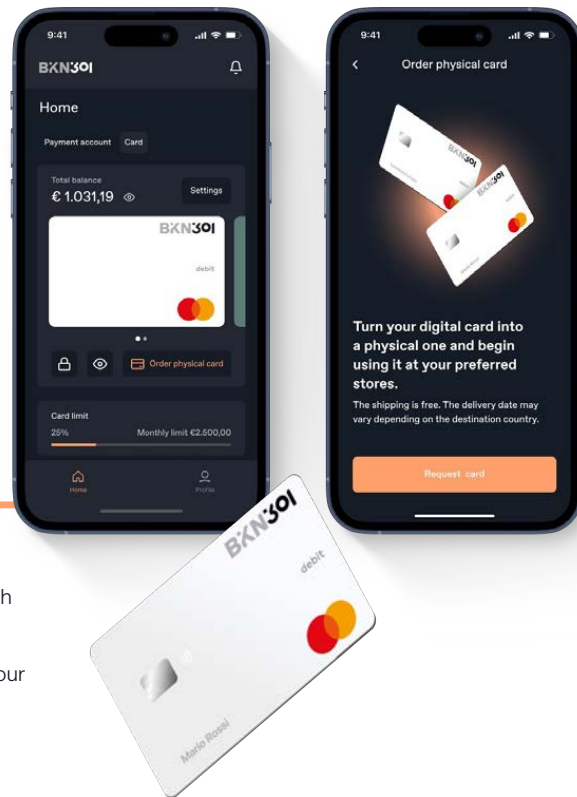 9:41
BKN301
Home
Payment account Card
Total balance
€ 1.031,19
Settings
BKN301
debit
Order physical card
Card limit
25% Monthly limit €2.500,00
Home Profile
9:41
Order physical card
BKN301
BKN301
debit
Mario Rossi
Turn your digital card into
a physical one and begin
using it at your preferred
stores.
The shipping is free. The delivery date may
vary depending on the destination country.
Request card
BKN301
debit
Mario Rossi